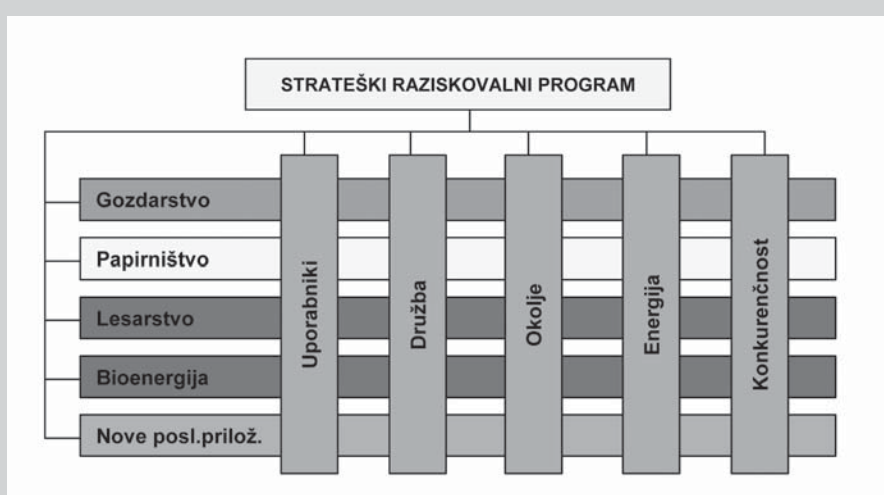 STRATEŠKI RAZISKOVALNI PROGRAM
Gozdarstvo
Papirništvo
Lesarstvo
Bioenergija
Nove posl.prilož.
Uporabniki
Družba
Okolje
Energija
Konkurenčnost